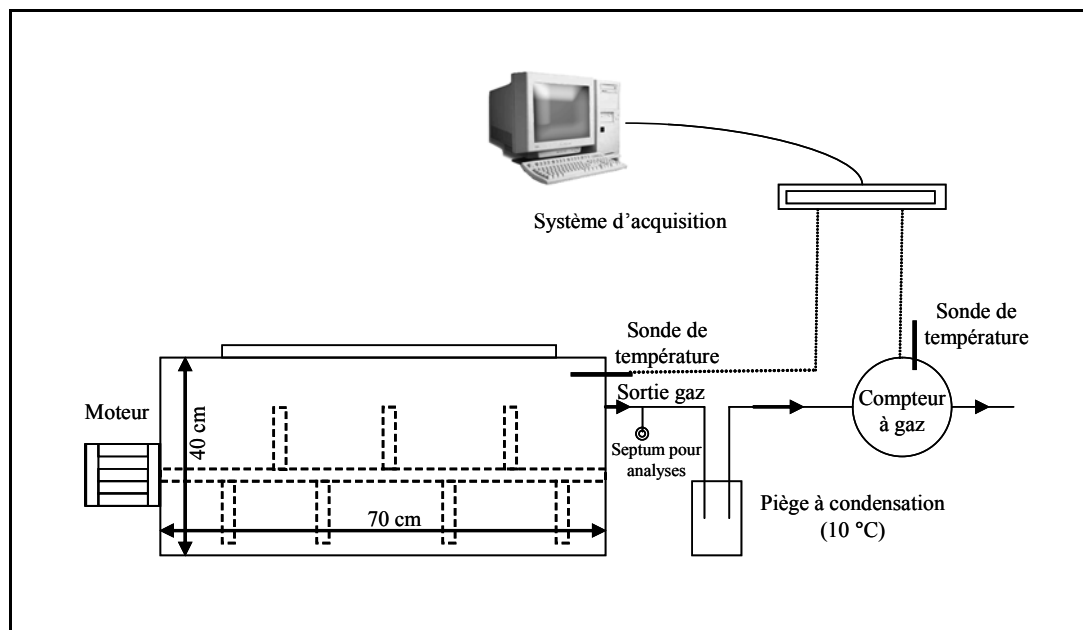 Système d'acquisition
Sonde de
température
Sonde de
température
Sortie gaz
Moteur
40 cm
Compteur
à gaz
Septum pour
analyses
70 cm
Piège à condensation
(10 °C)